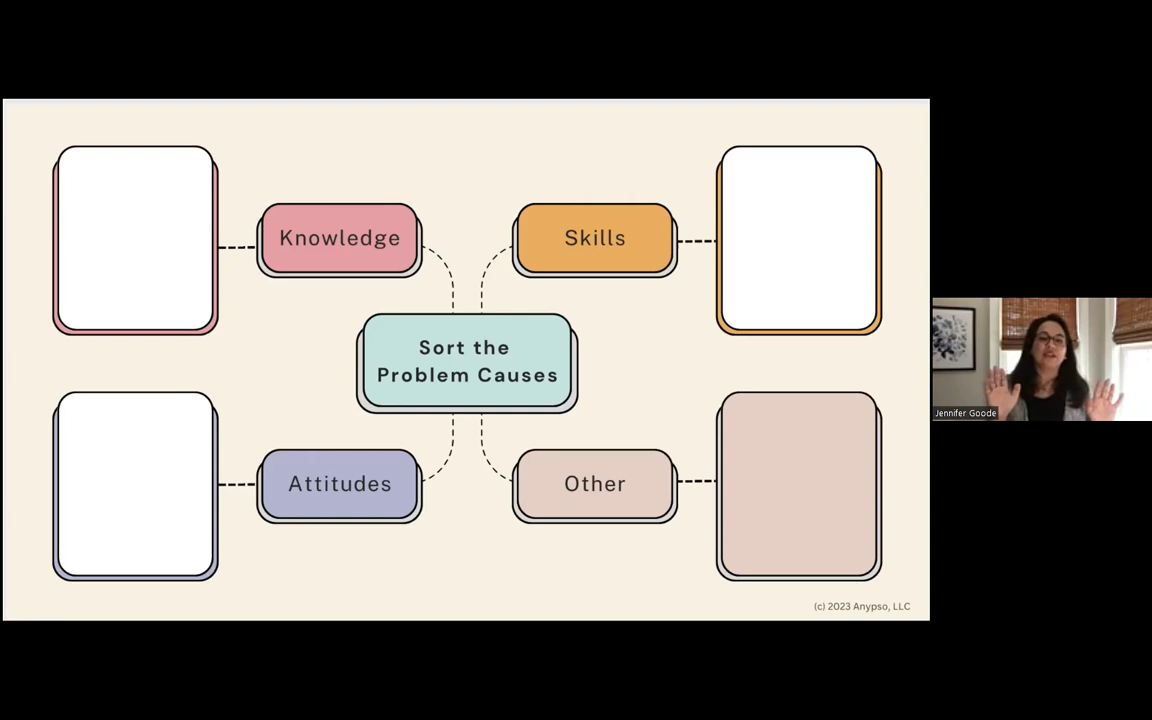 Knowledge
Skills
Sort the
Problem Causes
Attitudes
Other
(c) 2023 Anypso, LLC
Jennifer Goode